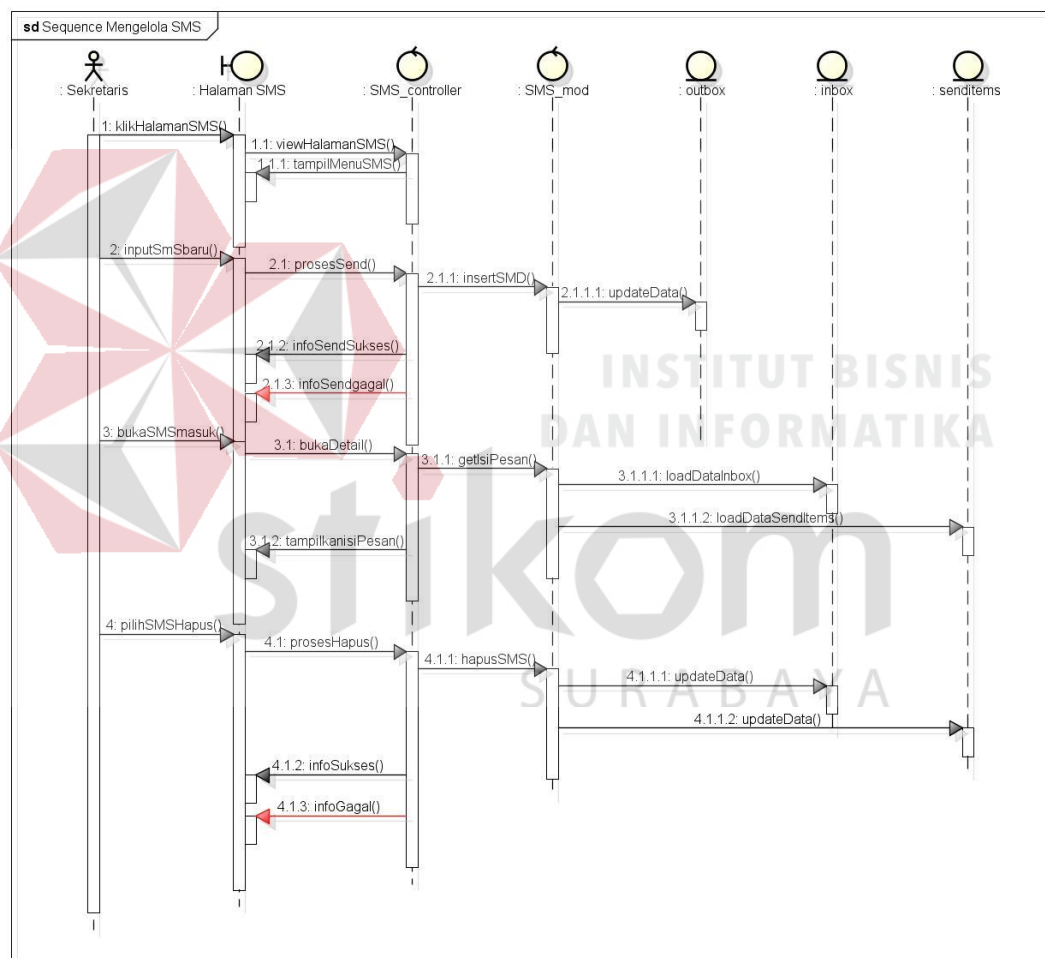 sd Sequence Mengelola SMS
: Sekretaris
: Halaman SMS
: SMS_controller
: SMS_mod
: outbox
: inbox
: senditems
1: klikHalamanSMS()
1.1: viewHalamanSMS()
1.1.1: tampilMenuSMS()
2: inputSmSbaru()
2.1: prosesSend()
2.1.1: insertSMD()
2.1.1.1: updateData()
2.1.2: infoSendSukses()
2.1.3: infoSendgagal()
INSTITUT BISNIS
DAN INFORMATIKA
3: bukaSMSmasuk()
3.1: bukaDetail()
3.1.1: getIsiPesan()
3.1.1.1: loadDataInbox()
3.1.1.2: loadDataSendItems()
3.1.2: tampilkanisiPesan()
stikom
SURABAYA
4: pilihSMSHapus()
4.1: prosesHapus()
4.1.1: hapusSMS()
4.1.1.1: updateData()
4.1.1.2: updateData()
4.1.2: infoSukses()
4.1.3: infoGagal()